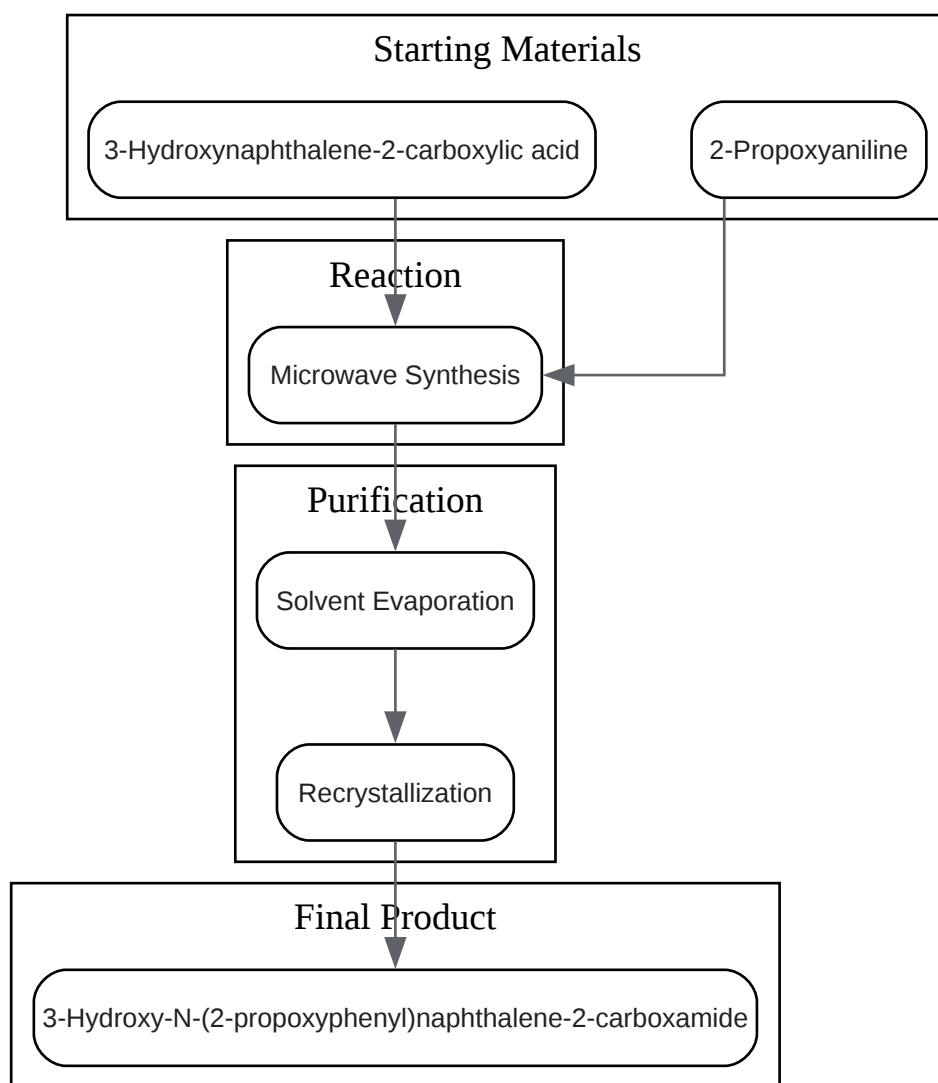 Starting Materials
3-Hydroxynaphthalene-2-carboxylic acid
2-Propoxyaniline
Reaction
Microwave Synthesis
Purification
Solvent Evaporation
Recrystallization
Final Product
3-Hydroxy-N-(2-propoxyphenyl)naphthalene-2-carboxamide